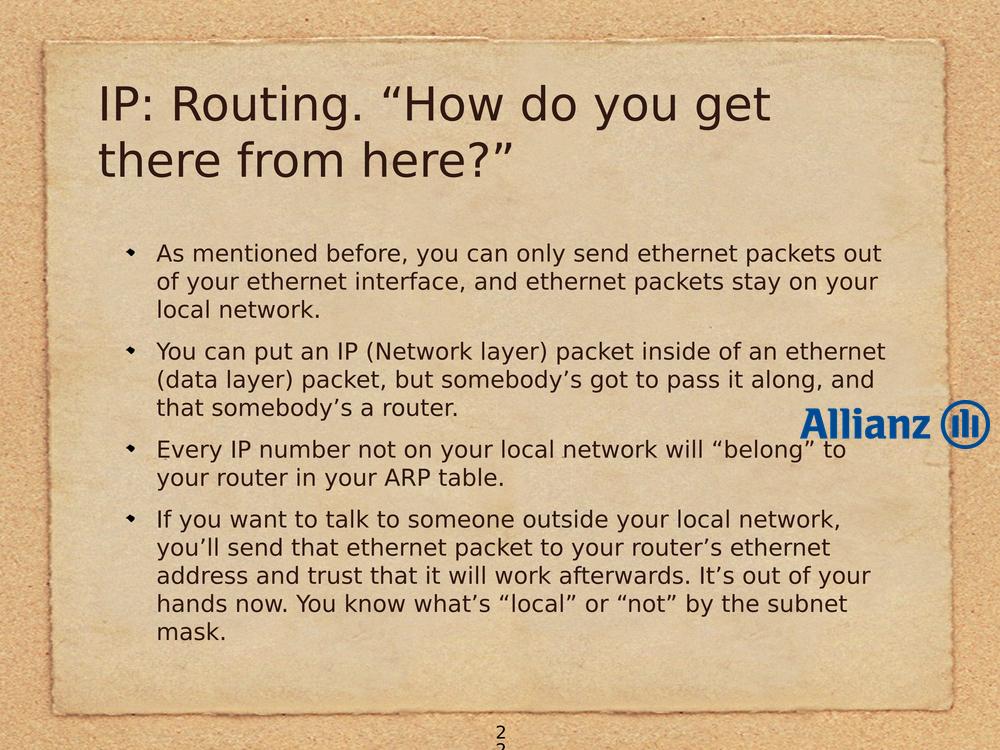 IP: Routing. “How do you get
there from here?”
As mentioned before, you can only send ethernet packets out
of your ethernet interface, and ethernet packets stay on your
local network.
You can put an IP (Network layer) packet inside of an ethernet
(data layer) packet, but somebody’s got to pass it along, and
that somebody’s a router.
Allianz
Every IP number not on your local network will “belong” to
your router in your ARP table.
If you want to talk to someone outside your local network,
you’ll send that ethernet packet to your router’s ethernet
address and trust that it will work afterwards. It’s out of your
hands now. You know what’s “local” or “not” by the subnet
mask.
2
2